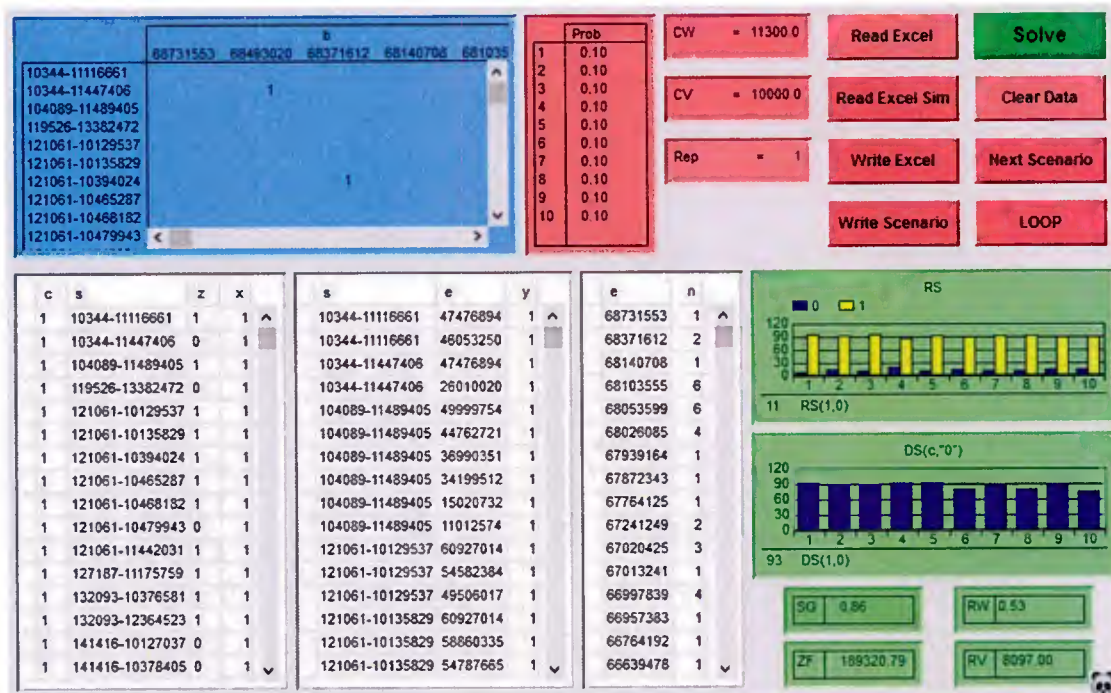 b
68731553 68493020 68371612 68140708 681035
10344-11116661
10344-11447406 1
104089-11489405
119526-13382472
121061-10129537
121061-10135829
121061-10394024 1
121061-10465287
121061-10468182
121061-10479943
Prob
1 0.10
2 0.10
3 0.10
4 0.10
5 0.10
6 0.10
7 0.10
8 0.10
9 0.10
10 0.10
CW = 11300.0
CV = 10000.0
Rep = 1
Read Excel
Solve
Read Excel Sim
Clear Data
Write Excel
Next Scenario
Write Scenario
LOOP
c s z x
1 10344-11116661 1 1
1 10344-11447406 0 1
1 104089-11489405 1 1
1 119526-13382472 0 1
1 121061-10129537 1 1
1 121061-10135829 1 1
1 121061-10394024 1 1
1 121061-10465287 1 1
1 121061-10468182 1 1
1 121061-10479943 0 1
1 121061-11442031 1 1
1 127187-11175759 1 1
1 132093-10376581 1 1
1 132093-12364523 1 1
1 141416-10127037 0 1
1 141416-10378405 0 1
s e y
10344-11116661 47476894 1
10344-11116661 46053250 1
10344-11447406 47476894 1
10344-11447406 26010020 1
104089-11489405 49999754 1
104089-11489405 44762721 1
104089-11489405 36990351 1
104089-11489405 34199512 1
104089-11489405 15020732 1
104089-11489405 11012574 1
121061-10129537 60927014 1
121061-10129537 54582384 1
121061-10129537 49506017 1
121061-10135829 60927014 1
121061-10135829 58860335 1
121061-10135829 54787665 1
e n
68731553 1
68371612 2
68140708 1
68103555 6
68053599 6
68026085 4
67939164 1
67872343 1
67764125 1
67241249 2
67020425 3
67013241 1
66997839 4
66957383 1
66764192 1
66639478 1
RS
0 1
120
90
60
30
0
1 2 3 4 5 6 7 8 9 10
11 RS(1,0)
DS(c,"0")
120
90
60
30
0
1 2 3 4 5 6 7 8 9 10
93 DS(1,0)
SG 0.86
RW 0.53
ZF 189320.79
RV 8097.00